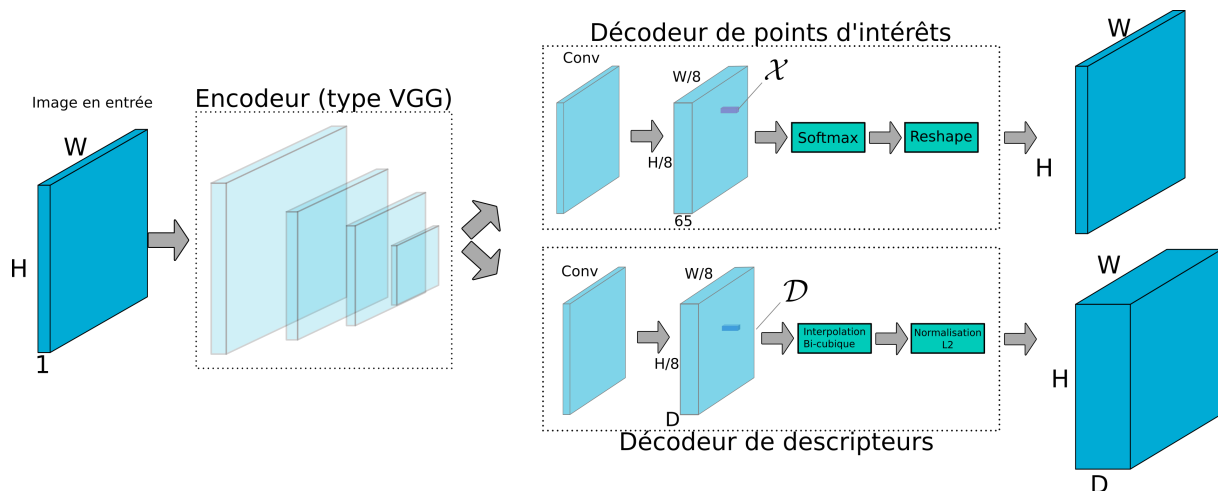 Image en entrée
W
H
1
Encodeur (type VGG)
Décodeur de points d'intérêts
Conv
W/8
𝒳
H/8
65
Softmax
Reshape
W
H
Conv
W/8
𝒟
H/8
D
Interpolation
Bi-cubique
Normalisation
L2
Décodeur de descripteurs
W
H
D